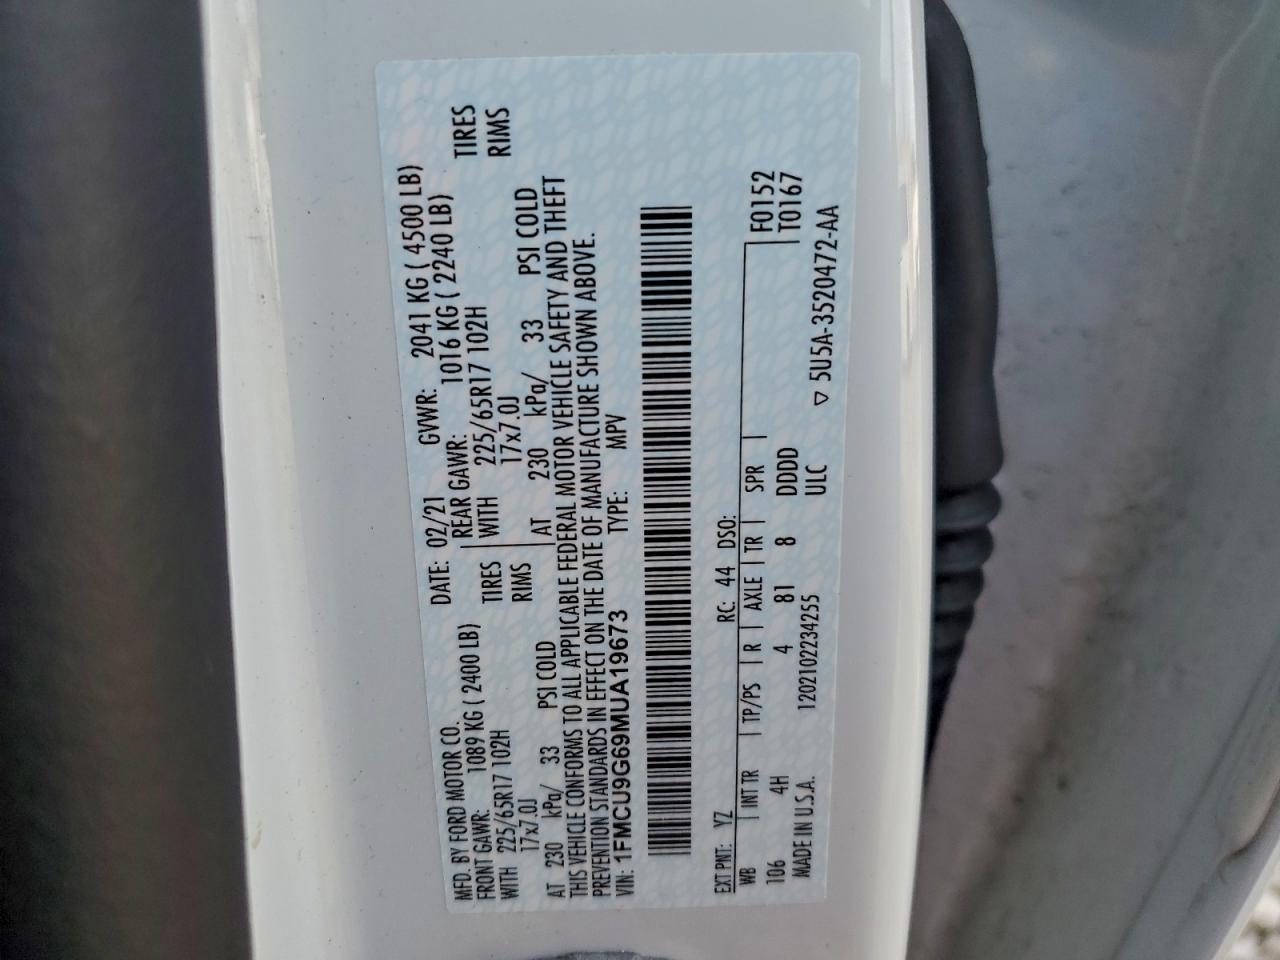 MFD. BY FORD MOTOR CO. DATE: 02/21 GVWR: 2041 KG ( 4500 LB)
FRONT GAWR: 1089 KG ( 2400 LB) REAR GAWR: 1016 KG ( 2240 LB)
WITH 225/65R17 102H TIRES WITH 225/65R17 102H TIRES
17x7.0J RIMS 17x7.0J RIMS
AT 230 kPa/ 33 PSI COLD AT 230 kPa/ 33 PSI COLD
THIS VEHICLE CONFORMS TO ALL APPLICABLE FEDERAL MOTOR VEHICLE SAFETY AND THEFT
PREVENTION STANDARDS IN EFFECT ON THE DATE OF MANUFACTURE SHOWN ABOVE.
VIN: 1FMCU9G69MUA19673 TYPE: MPV
EXT PNT: YZ RC: 44 DSO: F0152
WB | INT TR | TP/PS | R | AXLE | TR | SPR | T0167
106 4H 4 81 8 DDDD
MADE IN U.S.A. 1202102234255 ULC
▽ 5U5A-3520472-AA